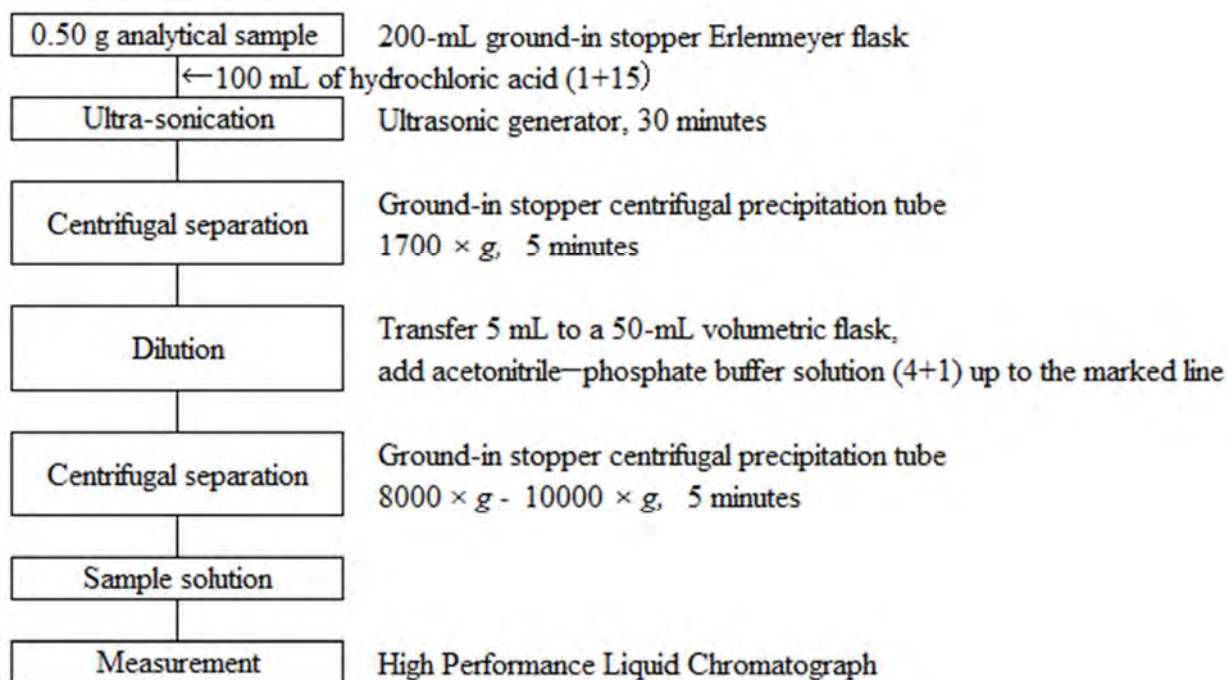 0.50 g analytical sample 200-mL ground-in stopper Erlenmeyer flask
←100 mL of hydrochloric acid (1+15)
Ultra-sonication Ultrasonic generator, 30 minutes
Centrifugal separation
Ground-in stopper centrifugal precipitation tube
1700 × g, 5 minutes
Dilution
Transfer 5 mL to a 50-mL volumetric flask,
add acetonitrile−phosphate buffer solution (4+1) up to the marked line
Centrifugal separation
Ground-in stopper centrifugal precipitation tube
8000 × g - 10000 × g, 5 minutes
Sample solution
Measurement High Performance Liquid Chromatograph